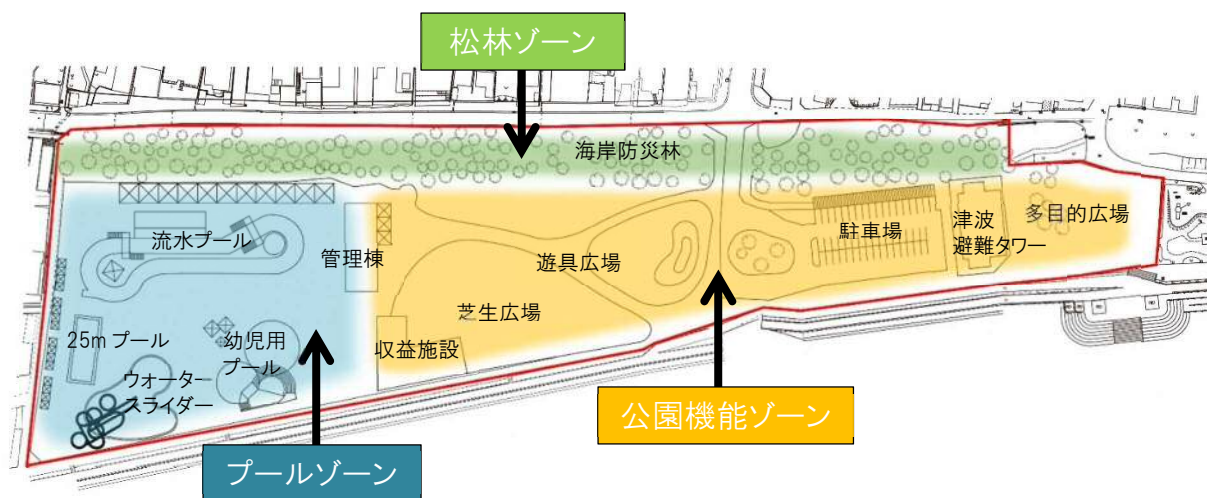 松林ゾーン
海岸防災林
流水プール
管理棟
遊具広場
駐車場
津波
避難タワー
多目的広場
芝生広場
25m プール
幼児用
プール
収益施設
ウォーター
スライダー
公園機能ゾーン
プールゾーン